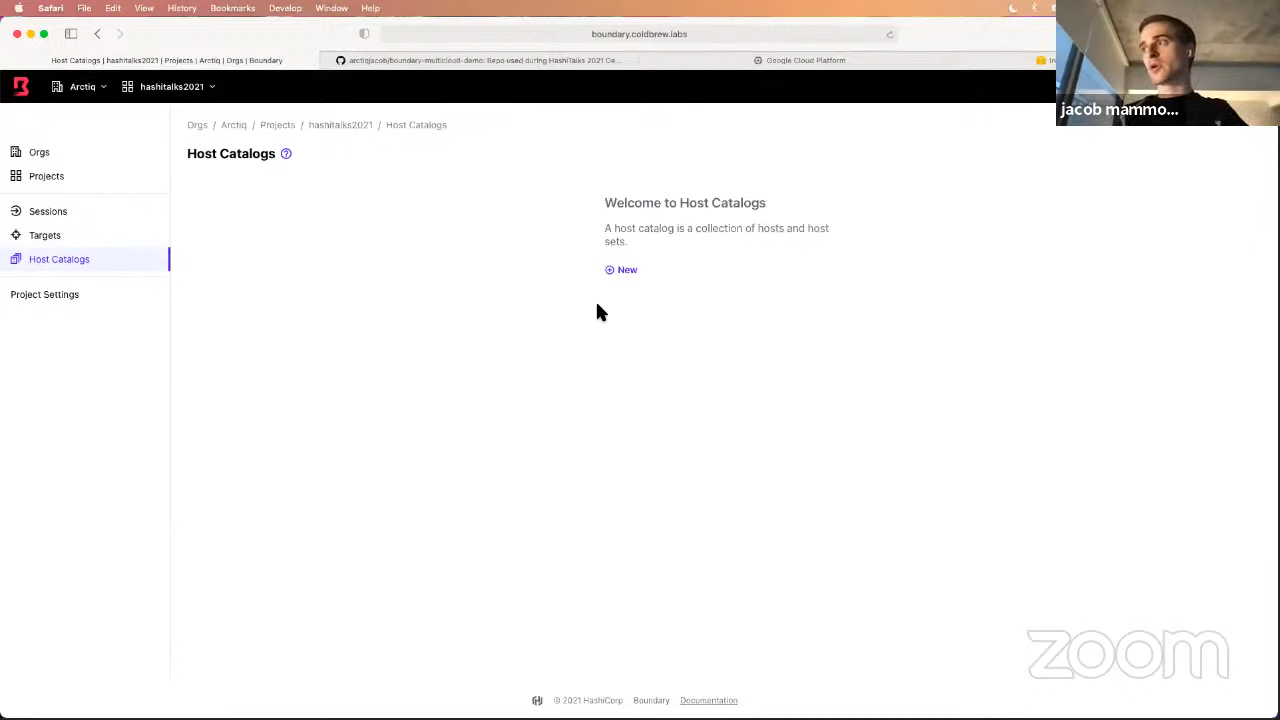 Safari File Edit View History Bookmarks Develop Window Help
boundary.coldbrew.labs
Host Catalogs | hashitalks2021 | Projects | Arctiq | Orgs | Boundary
arctiqjacob/boundary-multicloud-demo: Repo used during HashiTalks 2021 De...
Google Cloud Platform
In
Arctiq
hashitalks2021
jacob mammo...
Orgs / Arctiq / Projects / hashitalks2021 / Host Catalogs
Host Catalogs
Orgs
Projects
Sessions
Targets
Host Catalogs
Project Settings
Welcome to Host Catalogs
A host catalog is a collection of hosts and host
sets.
New
zoom
© 2021 HashiCorp Boundary Documentation